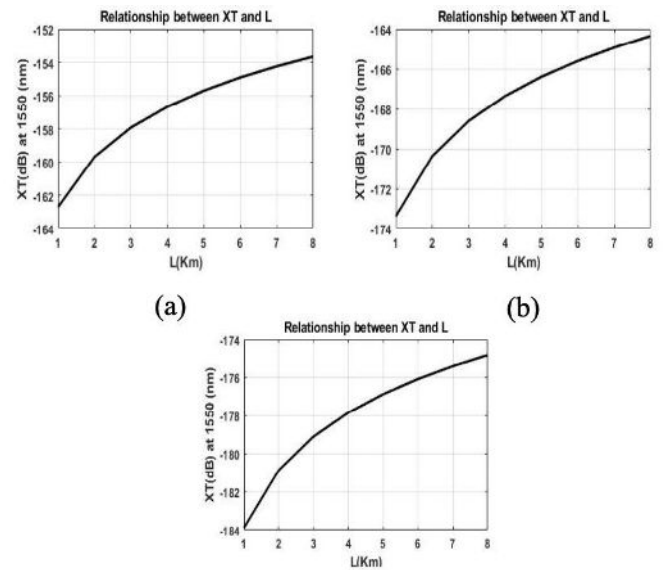 Relationship between XT and L
-152
-154
-156
-158
-160
-162
-164
XT(dB) at 1550 (nm)
1 2 3 4 5 6 7 8
L(Km)
(a)
Relationship between XT and L
-164
-166
-168
-170
-172
-174
XT(dB) at 1550 (nm)
1 2 3 4 5 6 7 8
L(Km)
(b)
Relationship between XT and L
-174
-176
-178
-180
-182
-184
XT(dB) at 1550 (nm)
1 2 3 4 5 6 7 8
L(Km)